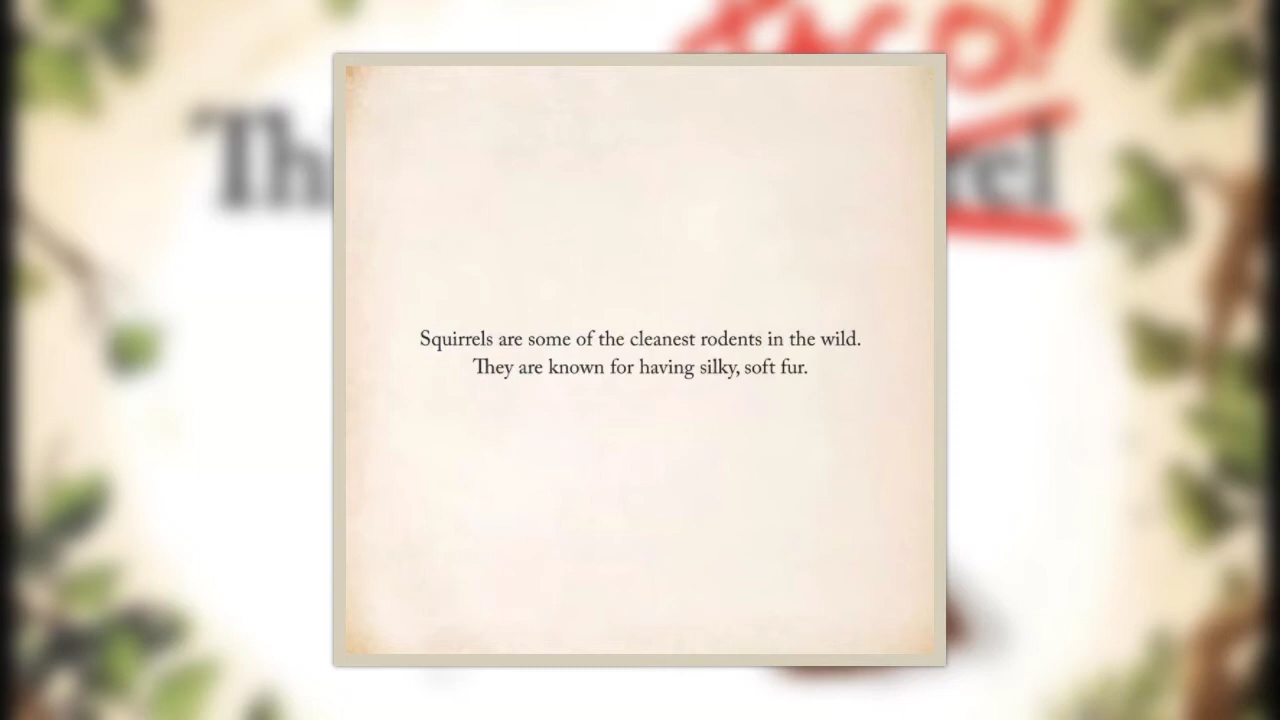 Squirrels are some of the cleanest rodents in the wild.
They are known for having silky, soft fur.